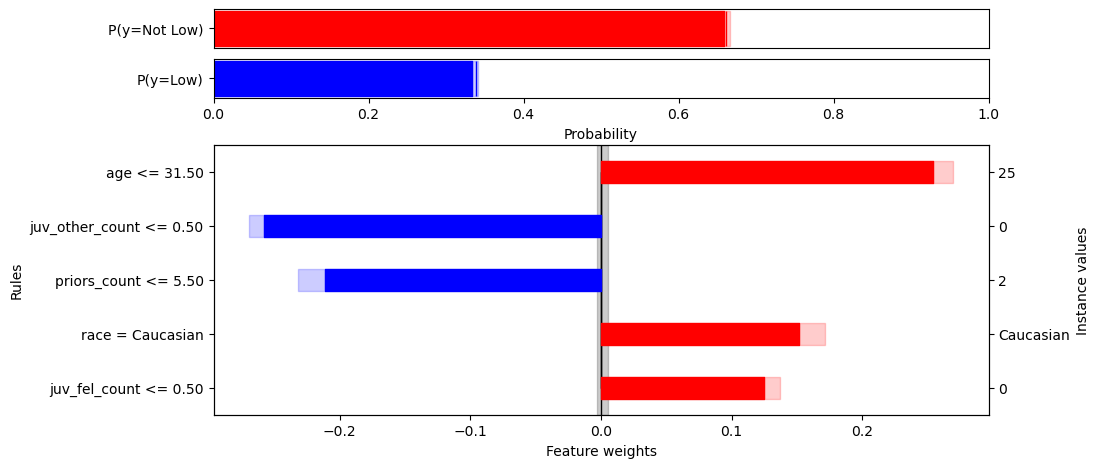 P(y=Not Low)
P(y=Low)
0.0 0.2 0.4 0.6 0.8 1.0
Probability
age <= 31.50 25
juv_other_count <= 0.50 0
priors_count <= 5.50 2
race = Caucasian Caucasian
juv_fel_count <= 0.50 0
Rules
Instance values
−0.2 −0.1 0.0 0.1 0.2
Feature weights